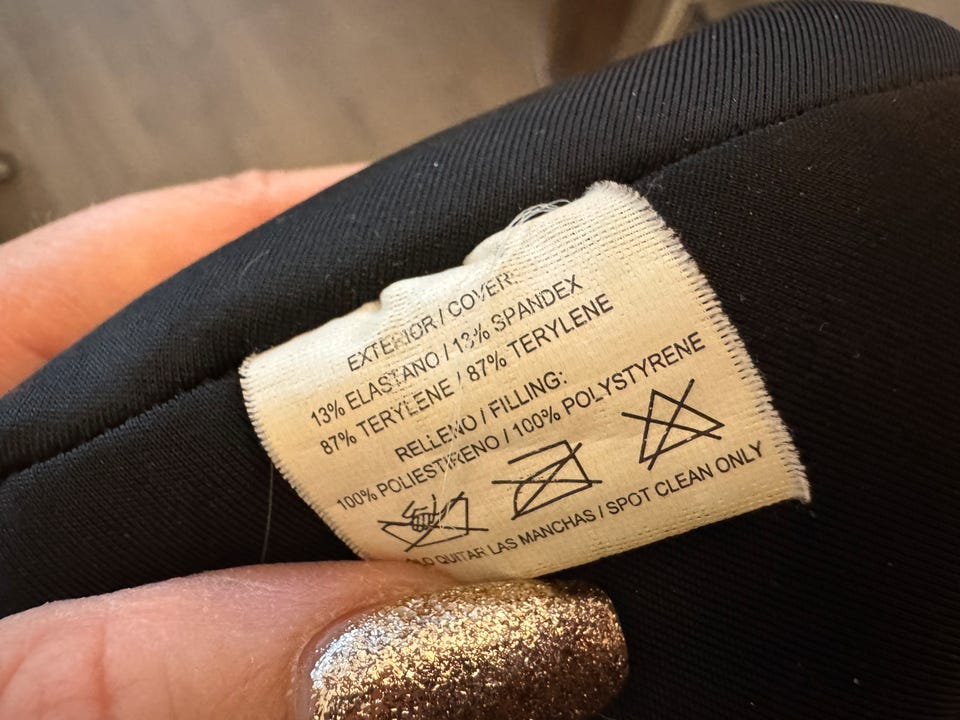 EXTERIOR / COVER:
13% ELASTANO / 13% SPANDEX
87% TERYLENE / 87% TERYLENE
RELLENO / FILLING:
100% POLIESTIRENO / 100% POLYSTYRENE
QUITAR LAS MANCHAS / SPOT CLEAN ONLY